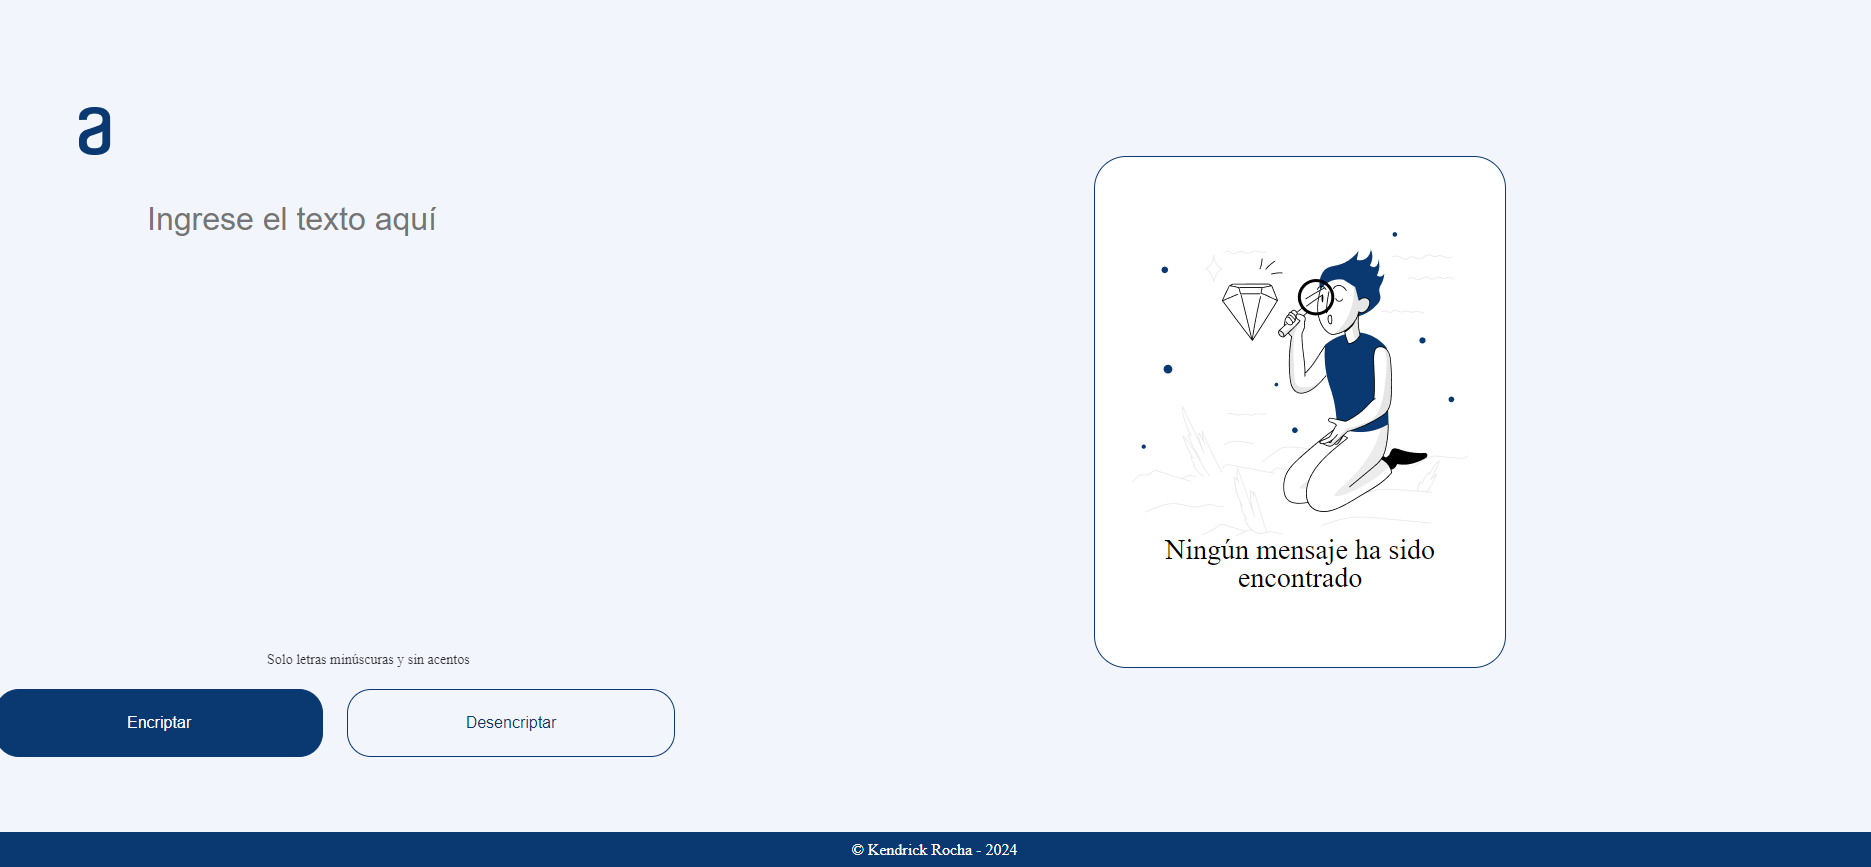 a
Ingrese el texto aquí
Solo letras minúscuras y sin acentos
Encriptar
Desencriptar
Ningún mensaje ha sido
encontrado
© Kendrick Rocha - 2024